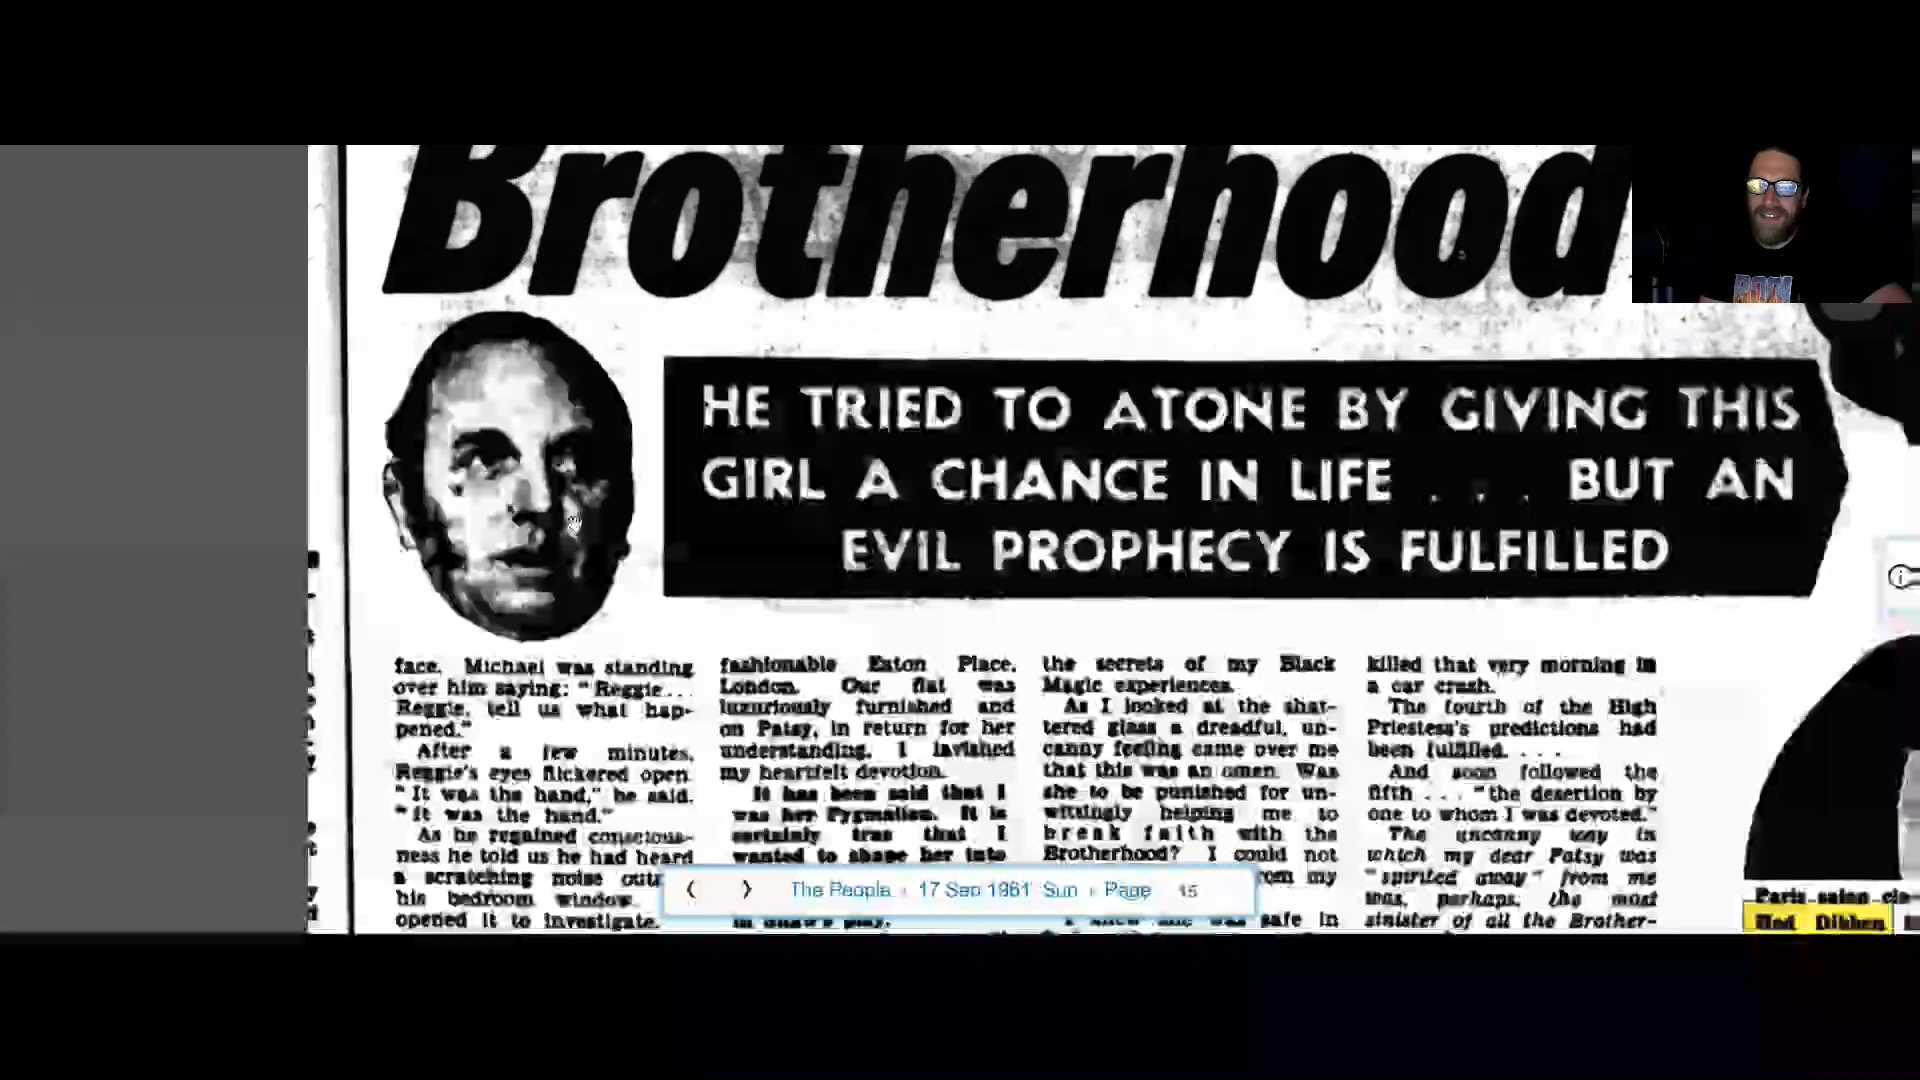 Brotherhood
HE TRIED TO ATONE BY GIVING THIS
GIRL A CHANCE IN LIFE . . . BUT AN
EVIL PROPHECY IS FULFILLED
face. Michael was standing
over him saying: "Reggie...
Reggie, tell us what hap-
pened."
After a few minutes,
Reggie's eyes flickered open.
"It was the hand," he said.
"It was the hand."
As he regained conscious-
ness he told us he had heard
a scratching noise outs
his bedroom window.
opened it to investigate.
fashionable Eaton Place,
London. Our flat was
luxuriously furnished and
on Patsy, in return for her
understanding, I lavished
my heartfelt devotion.
It has been said that I
was her Pygmalion. It is
certainly true that I
wanted to shape her into
the secrets of my Black
Magic experiences.
As I looked at the shat-
tered glass a dreadful, un-
canny feeling came over me
that this was an omen. Was
she to be punished for un-
wittingly helping me to
break faith with the
Brotherhood? I could not
rom my
safe in
killed that very morning in
a car crash.
The fourth of the High
Priestess's predictions had
been fulfilled. . . .
And soon followed the
fifth . . . "the desertion by
one to whom I was devoted."
The uncanny way in
which my dear Patsy was
"spirited away" from me
was, perhaps, the most
sinister of all the Brother-
The People
17 Sep 1961 Sun
Page 15